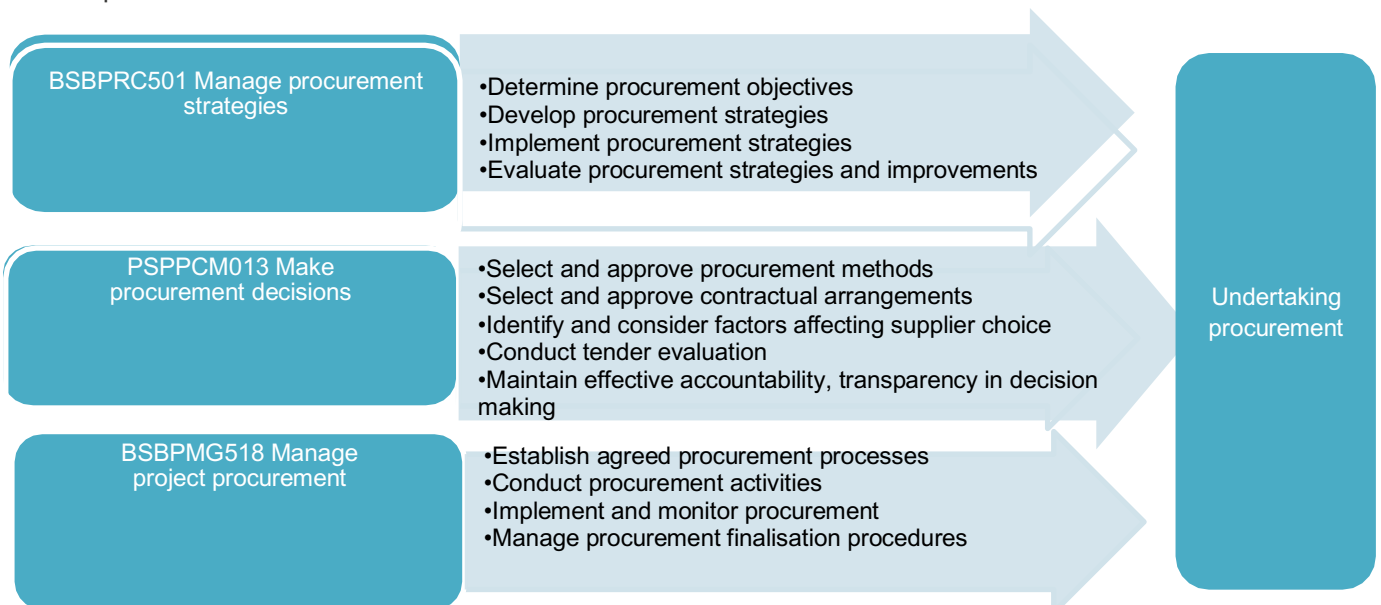 BSBPRC501 Manage procurement
strategies
•Determine procurement objectives
•Develop procurement strategies
•Implement procurement strategies
•Evaluate procurement strategies and improvements
PSPPCM013 Make
procurement decisions
•Select and approve procurement methods
•Select and approve contractual arrangements
•Identify and consider factors affecting supplier choice
•Conduct tender evaluation
•Maintain effective accountability, transparency in decision
making
BSBPMG518 Manage
project procurement
•Establish agreed procurement processes
•Conduct procurement activities
•Implement and monitor procurement
•Manage procurement finalisation procedures
Undertaking
procurement